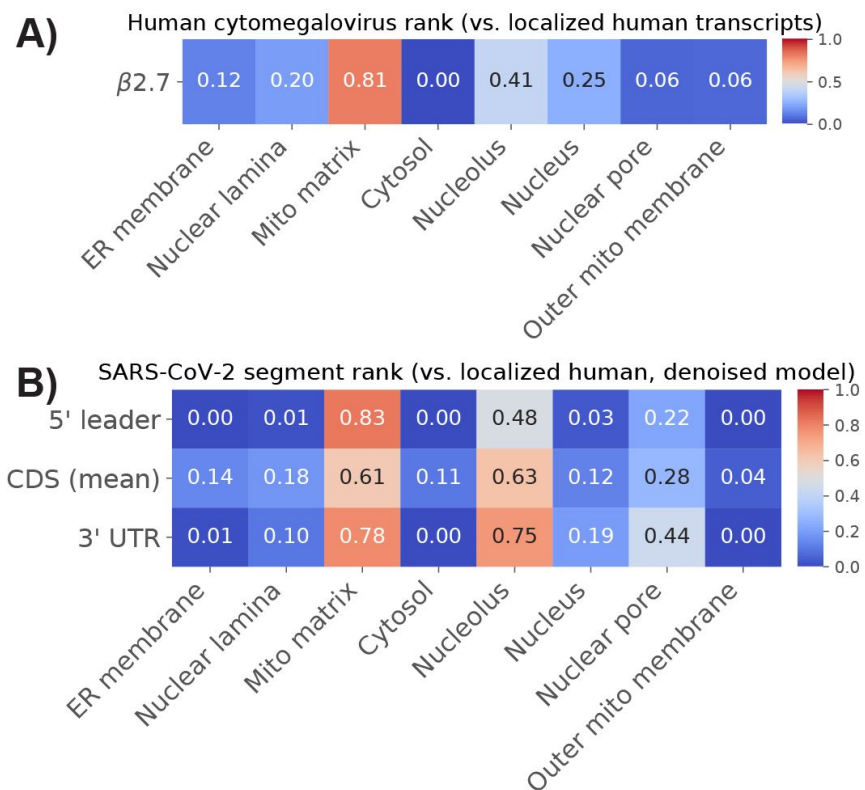 A)
Human cytomegalovirus rank (vs. localized human transcripts)
β2.7
0.12 0.20 0.81 0.00 0.41 0.25 0.06 0.06
1.0
0.5
0.0
ER membrane
Nuclear lamina
Mito matrix
Cytosol
Nucleolus
Nucleus
Nuclear pore
Outer mito membrane
B)
SARS-CoV-2 segment rank (vs. localized human, denoised model)
5' leader 0.00 0.01 0.83 0.00 0.48 0.03 0.22 0.00
CDS (mean) 0.14 0.18 0.61 0.11 0.63 0.12 0.28 0.04
3' UTR 0.01 0.10 0.78 0.00 0.75 0.19 0.44 0.00
1.0
0.8
0.6
0.4
0.2
0.0
ER membrane
Nuclear lamina
Mito matrix
Cytosol
Nucleolus
Nucleus
Nuclear pore
Outer mito membrane